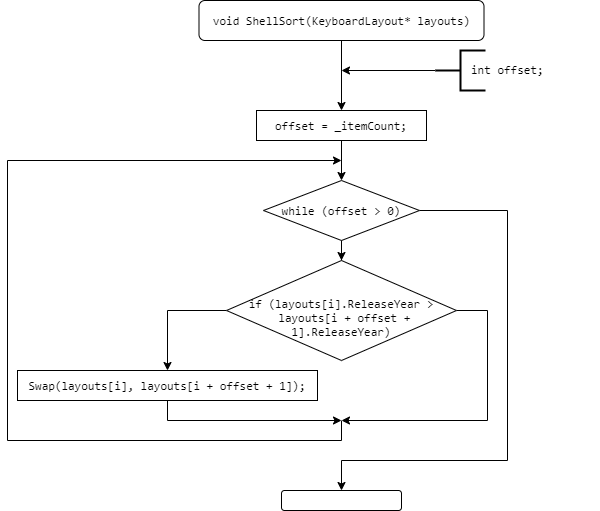 void ShellSort(KeyboardLayout* layouts)
int offset;
offset = _itemCount;
while (offset > 0)
if (layouts[i].ReleaseYear >
layouts[i + offset +
1].ReleaseYear)
Swap(layouts[i], layouts[i + offset + 1]);